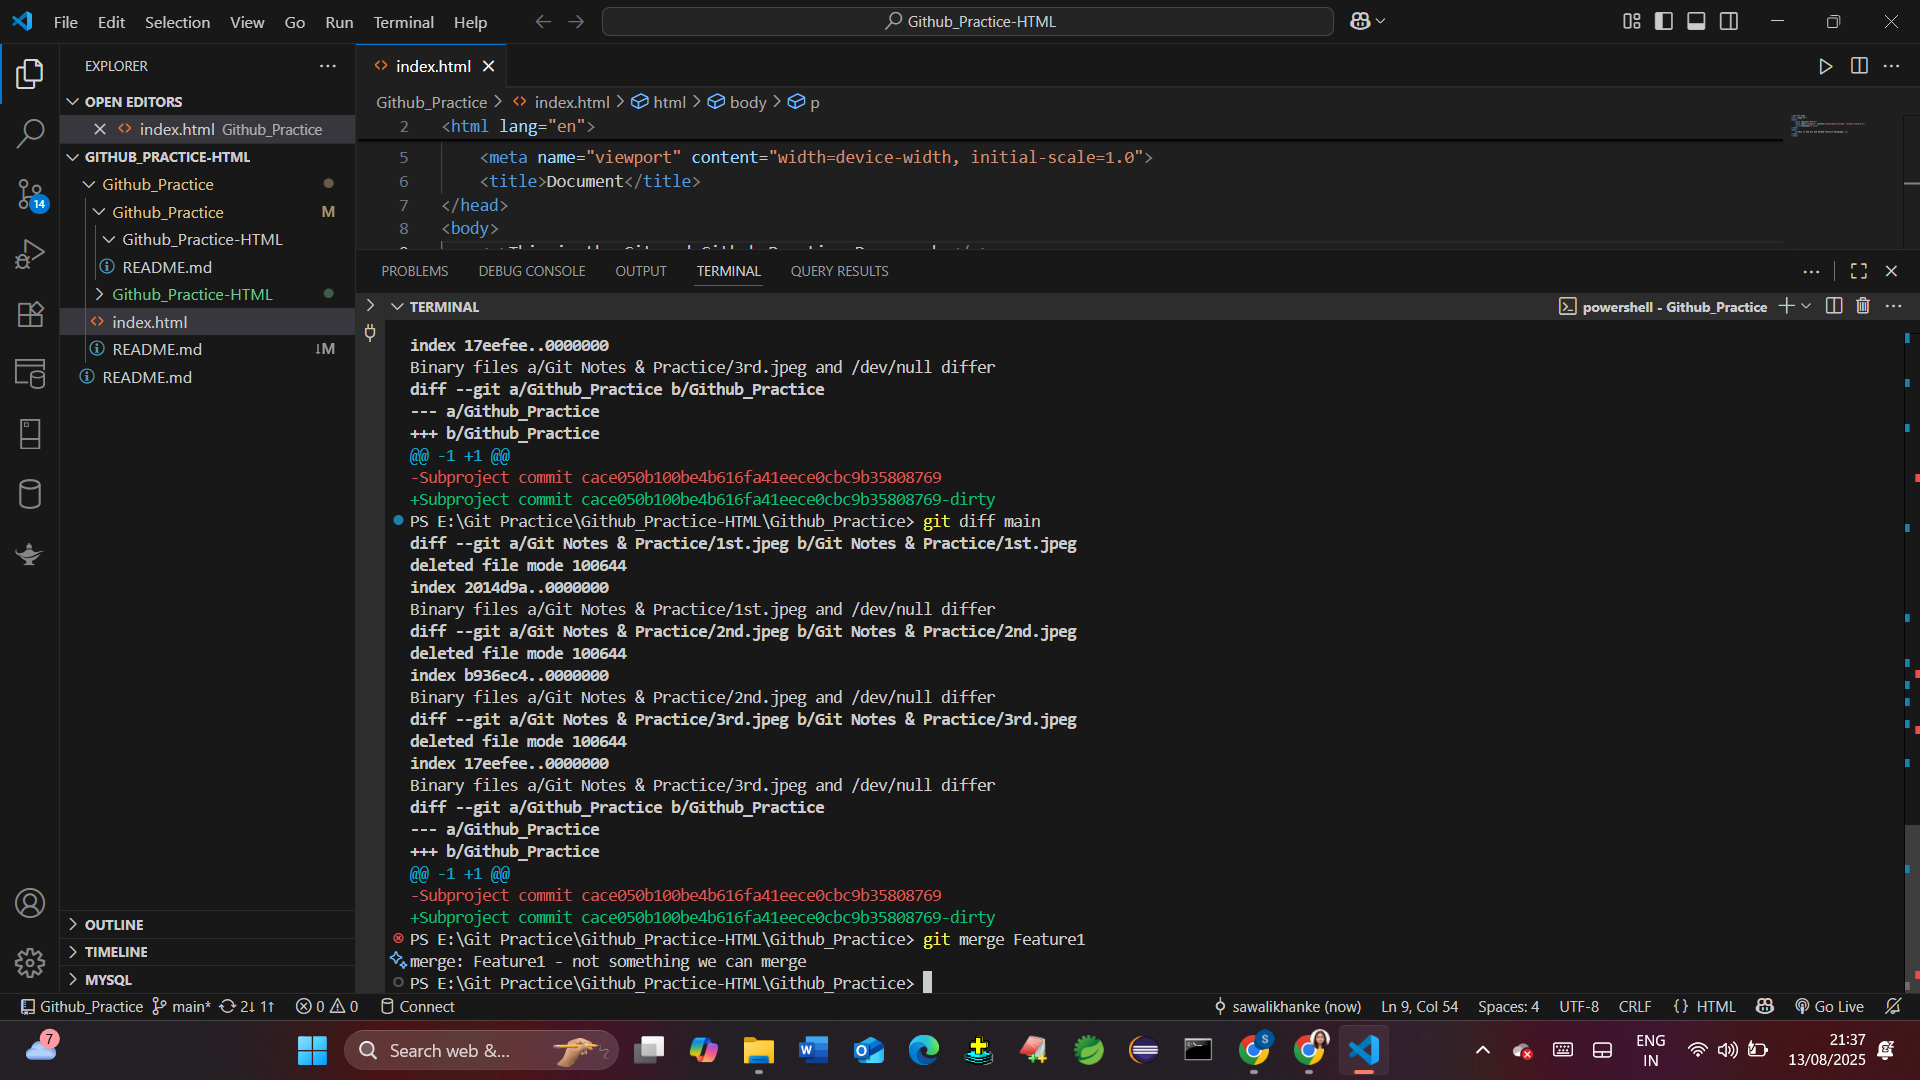 File Edit Selection View Go Run Terminal Help
Github_Practice-HTML
EXPLORER
OPEN EDITORS
index.html Github_Practice
GITHUB_PRACTICE-HTML
Github_Practice
Github_Practice M
Github_Practice-HTML
README.md
Github_Practice-HTML
index.html
README.md ↓M
README.md
14
OUTLINE
TIMELINE
MYSQL
index.html
Github_Practice > index.html > html > body > p
2 <html lang="en">
5 <meta name="viewport" content="width=device-width, initial-scale=1.0">
6 <title>Document</title>
7 </head>
8 <body>
PROBLEMS DEBUG CONSOLE OUTPUT TERMINAL QUERY RESULTS
TERMINAL
powershell - Github_Practice
index 17eefee..0000000
Binary files a/Git Notes & Practice/3rd.jpeg and /dev/null differ
diff --git a/Github_Practice b/Github_Practice
--- a/Github_Practice
+++ b/Github_Practice
@@ -1 +1 @@
-Subproject commit cace050b100be4b616fa41eece0cbc9b35808769
+Subproject commit cace050b100be4b616fa41eece0cbc9b35808769-dirty
PS E:\Git Practice\Github_Practice-HTML\Github_Practice> git diff main
diff --git a/Git Notes & Practice/1st.jpeg b/Git Notes & Practice/1st.jpeg
deleted file mode 100644
index 2014d9a..0000000
Binary files a/Git Notes & Practice/1st.jpeg and /dev/null differ
diff --git a/Git Notes & Practice/2nd.jpeg b/Git Notes & Practice/2nd.jpeg
deleted file mode 100644
index b936ec4..0000000
Binary files a/Git Notes & Practice/2nd.jpeg and /dev/null differ
diff --git a/Git Notes & Practice/3rd.jpeg b/Git Notes & Practice/3rd.jpeg
deleted file mode 100644
index 17eefee..0000000
Binary files a/Git Notes & Practice/3rd.jpeg and /dev/null differ
diff --git a/Github_Practice b/Github_Practice
--- a/Github_Practice
+++ b/Github_Practice
@@ -1 +1 @@
-Subproject commit cace050b100be4b616fa41eece0cbc9b35808769
+Subproject commit cace050b100be4b616fa41eece0cbc9b35808769-dirty
PS E:\Git Practice\Github_Practice-HTML\Github_Practice> git merge Feature1
merge: Feature1 - not something we can merge
PS E:\Git Practice\Github_Practice-HTML\Github_Practice>
Github_Practice main* 2↓ 1↑ 0 0 Connect sawalikhanke (now) Ln 9, Col 54 Spaces: 4 UTF-8 CRLF {} HTML Go Live
7
Search web &...
S
ENG
IN
21:37
13/08/2025